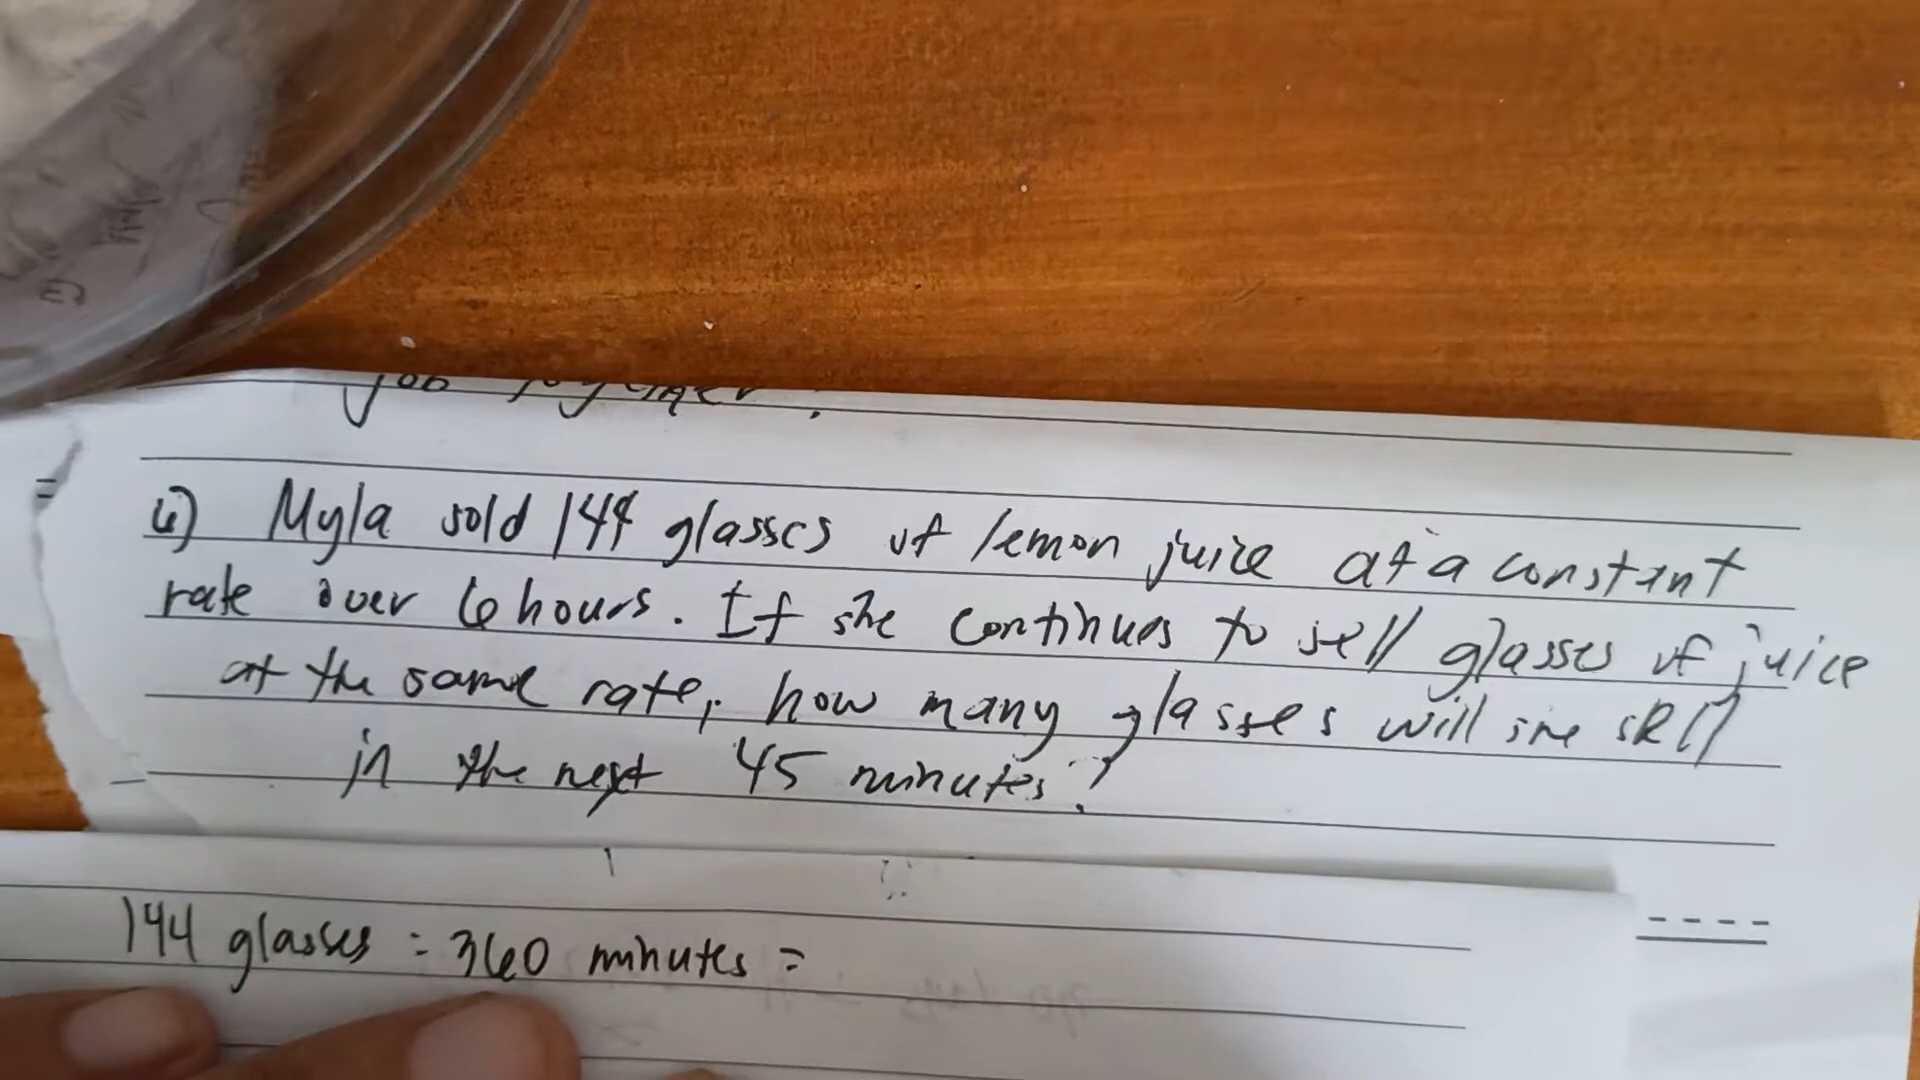 job together?
6) Myla sold 144 glasses of lemon juice at a constant
rate over 6 hours. If she continues to sell glasses of juice
at the same rate, how many glasses will she sell
in the next 45 minutes?
144 glasses = 360 minutes =